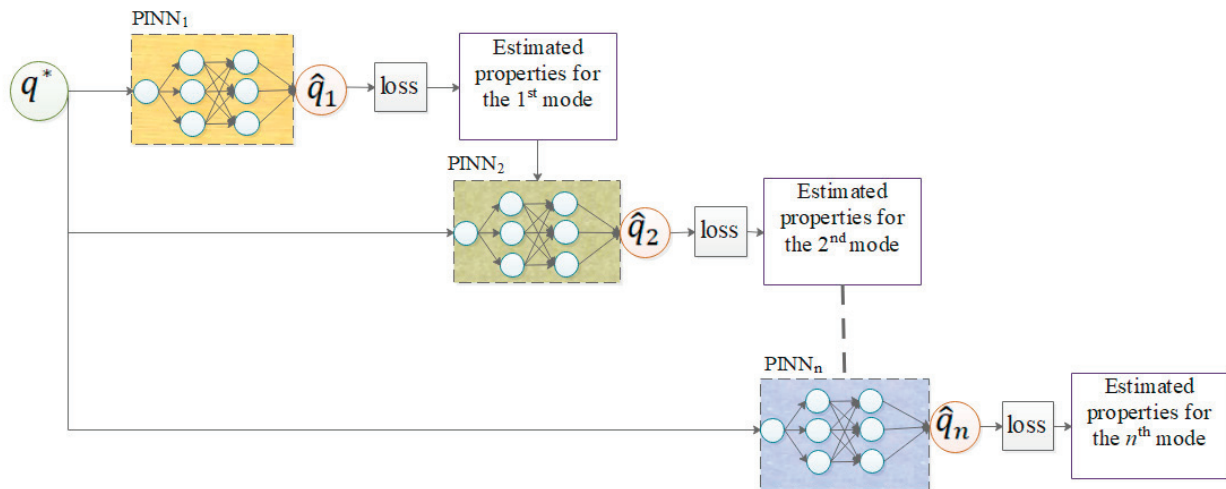 PINN₁
q*
q̂₁
loss
Estimated
properties for
the 1ˢᵗ mode
PINN₂
q̂₂
loss
Estimated
properties for
the 2ⁿᵈ mode
PINNₙ
q̂ₙ
loss
Estimated
properties for
the nᵗʰ mode